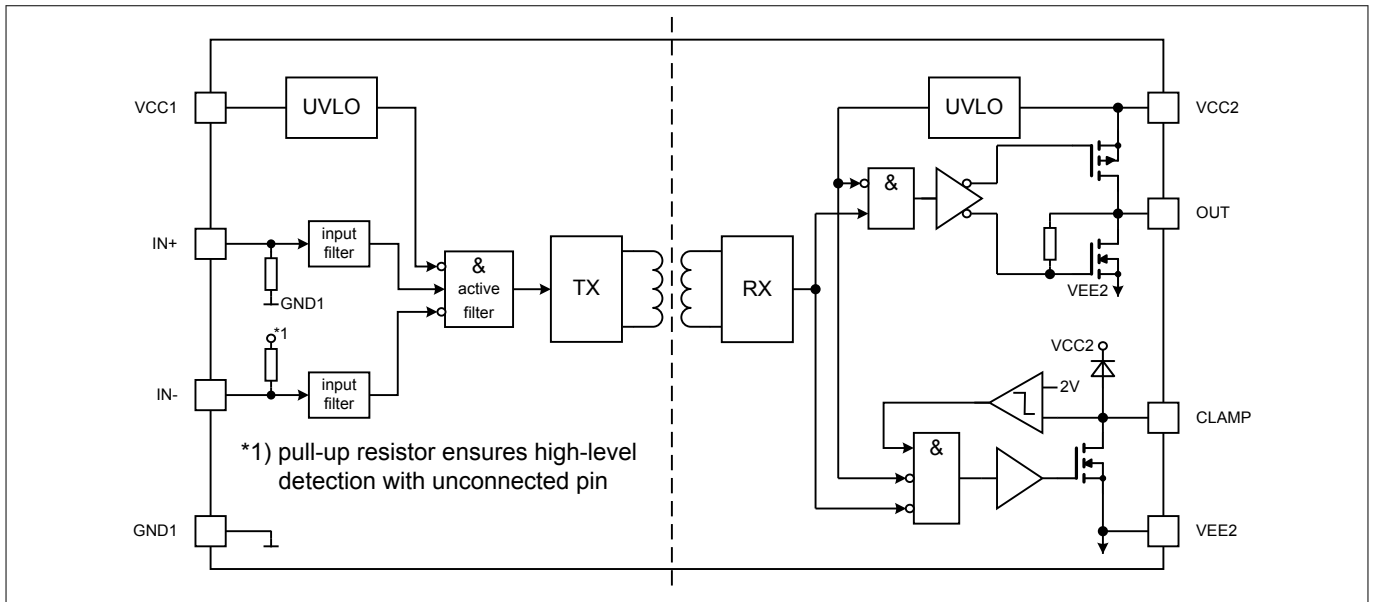 VCC1
UVLO
UVLO
VCC2
&
OUT
IN+
input
filter
GND1
&
active
filter
TX
RX
VEE2
*1
VCC2
IN-
input
filter
2V
CLAMP
*1) pull-up resistor ensures high-level
detection with unconnected pin
&
GND1
VEE2